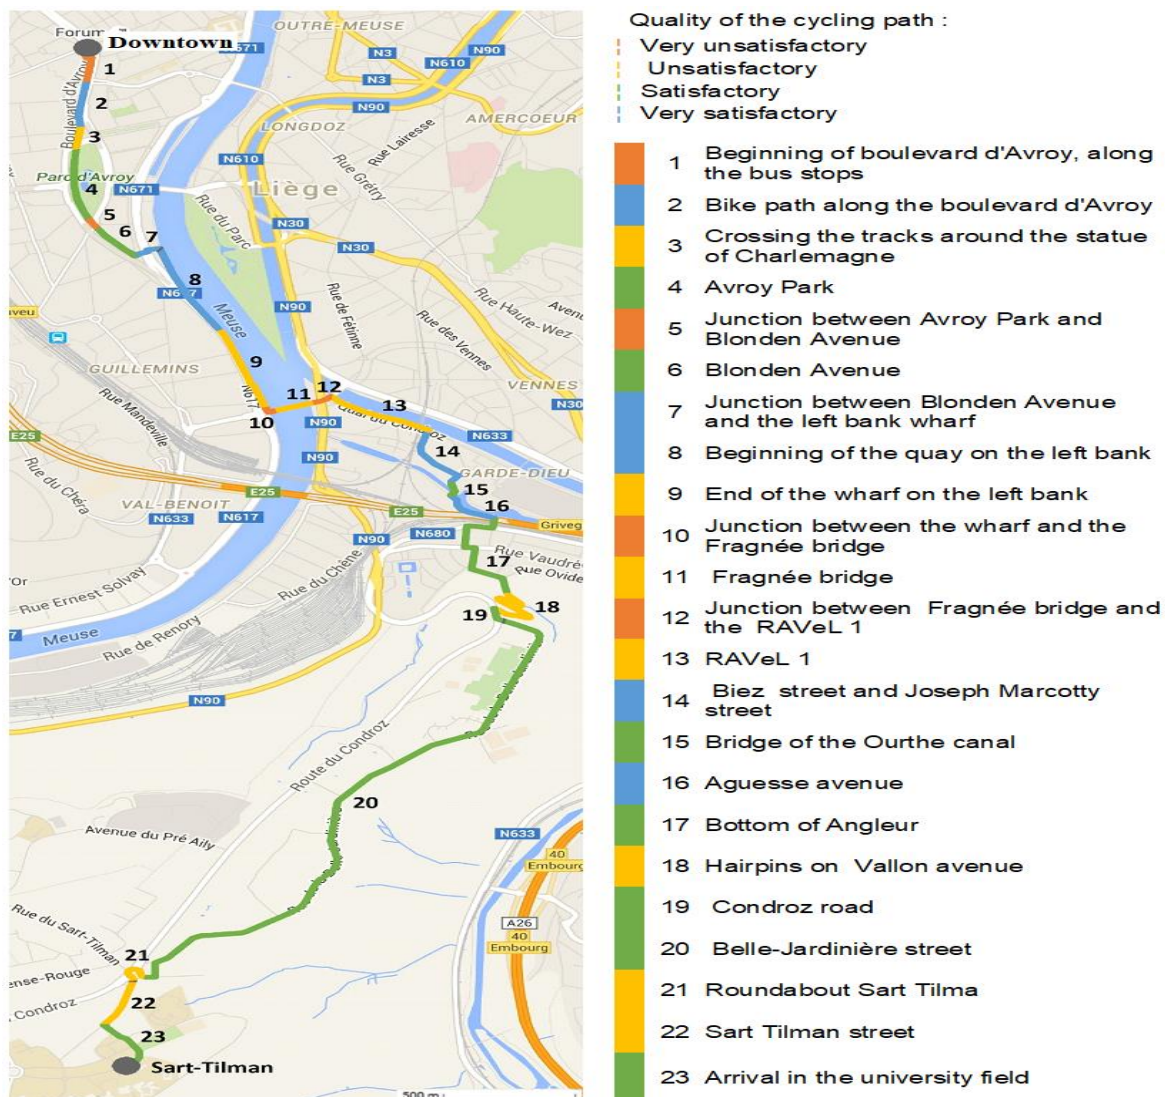 Forum
Downtown
OUTRE-MEUSE
N671
N3
N90
N610
N3
N90
1
2
Boulevard d'Avroy
3
LONGDOZ
Rue Lairesse
AMERCOEUR
N610
Rue Grétry
Parc d'Avroy
4
N671
Liège
5
6
Rue du Parc
N30
7
N30
8
N617
Meuse
N90
Rue de Fétinne
Rue Haute-Wez
Rue des Vennes
GUILLEMINS
9
N617
VENNES
12
11
13
N30
10
N90
Quai du Condroz
N633
Rue Mandeville
E25
N90
14
GARDE-DIEU
Rue du Chéra
15
E25
VAL-BENOIT
16
N633
N617
E25
N680
Griveg
N90
Rue Vaudrée
17
Rue Ovide
Rue du Chêne
Rue Ernest Solvay
18
19
Meuse
Rue de Renory
N90
Route du Condroz
20
Avenue du Pré Aily
N633
40
Embourg
Rue du Sart-Tilman
A26
40
Embourg
21
ense-Rouge
Condroz
22
23
Sart-Tilman
500 m
Quality of the cycling path :
Very unsatisfactory
Unsatisfactory
Satisfactory
Very satisfactory
1 Beginning of boulevard d'Avroy, along
the bus stops
2 Bike path along the boulevard d'Avroy
3 Crossing the tracks around the statue
of Charlemagne
4 Avroy Park
5 Junction between Avroy Park and
Blonden Avenue
6 Blonden Avenue
7 Junction between Blonden Avenue
and the left bank wharf
8 Beginning of the quay on the left bank
9 End of the wharf on the left bank
10 Junction between the wharf and the
Fragnée bridge
11 Fragnée bridge
12 Junction between Fragnée bridge and
the RAVeL 1
13 RAVeL 1
14 Biez street and Joseph Marcotty
street
15 Bridge of the Ourthe canal
16 Aguesse avenue
17 Bottom of Angleur
18 Hairpins on Vallon avenue
19 Condroz road
20 Belle-Jardinière street
21 Roundabout Sart Tilma
22 Sart Tilman street
23 Arrival in the university field